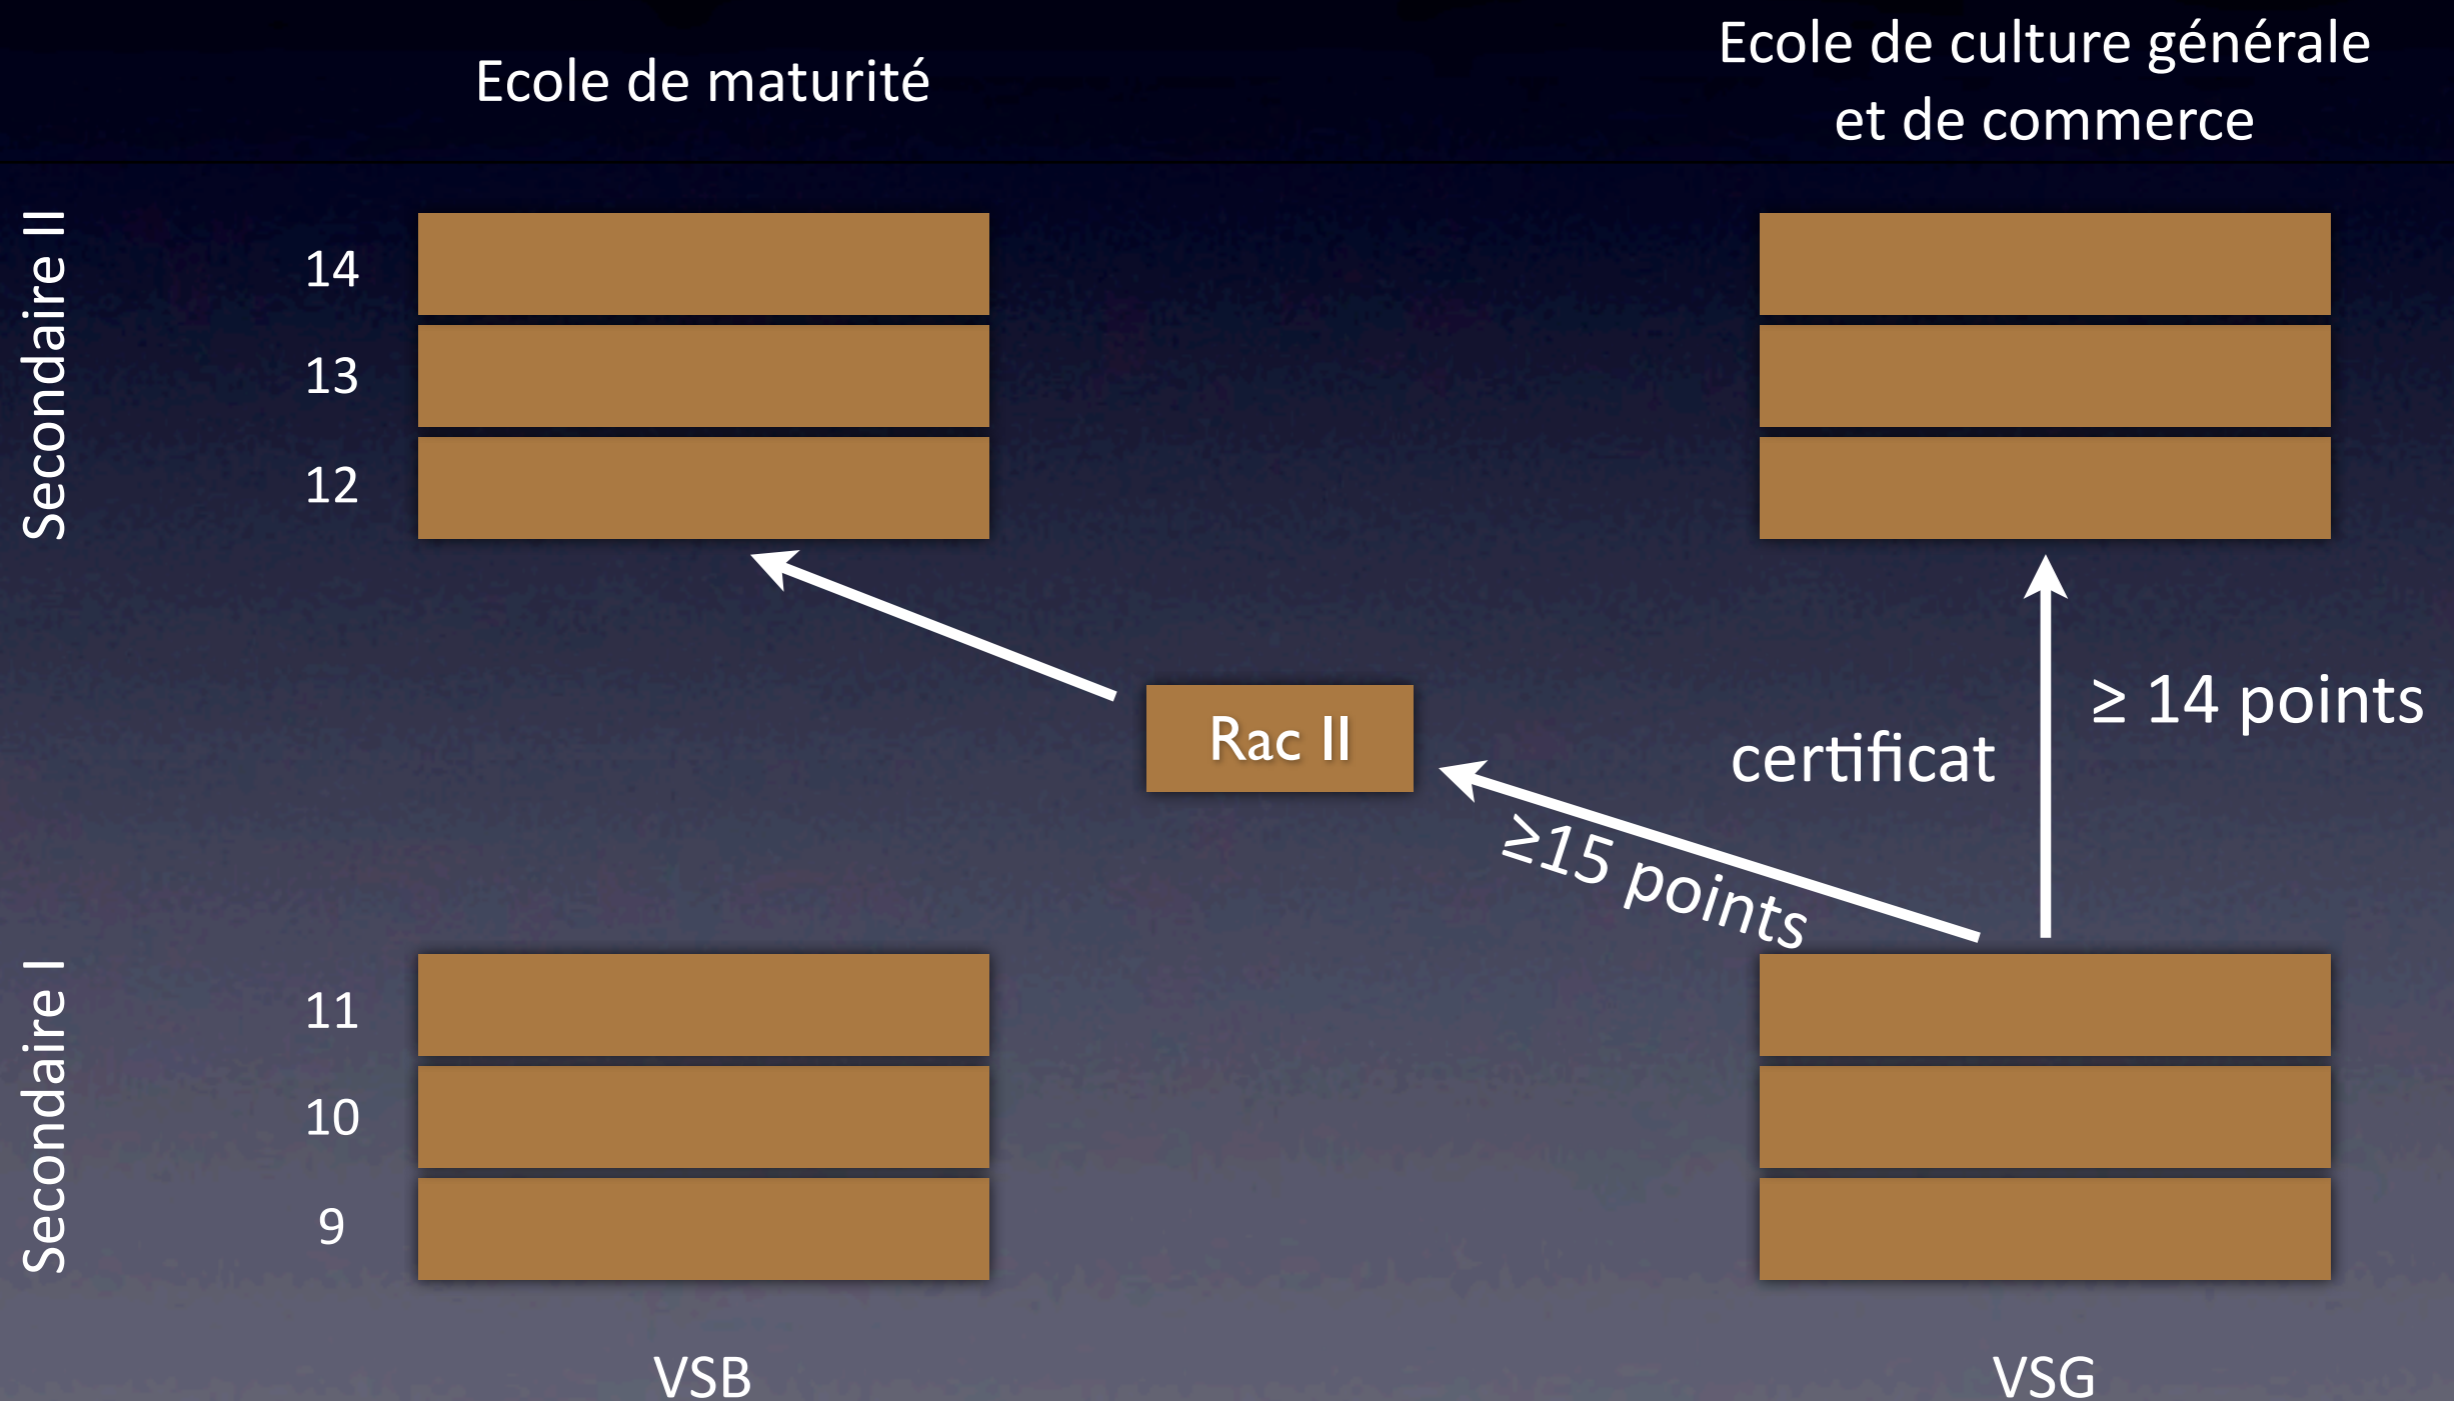 Ecole de maturité
Ecole de culture générale
et de commerce
Secondaire II
14
13
12
Rac II
certificat
≥ 14 points
≥15 points
Secondaire I
11
10
9
VSB
VSG